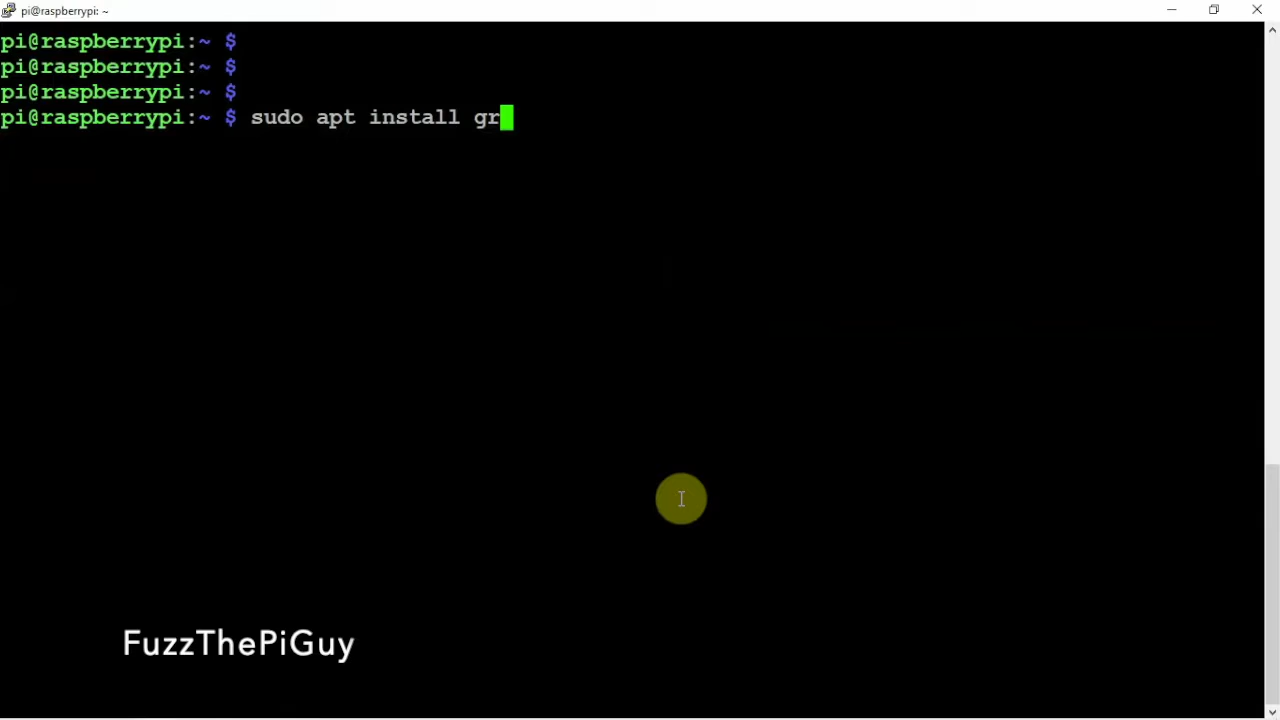 pi@raspberrypi: ~
pi@raspberrypi:~ $
pi@raspberrypi:~ $
pi@raspberrypi:~ $
pi@raspberrypi:~ $ sudo apt install gr
FuzzThePiGuy